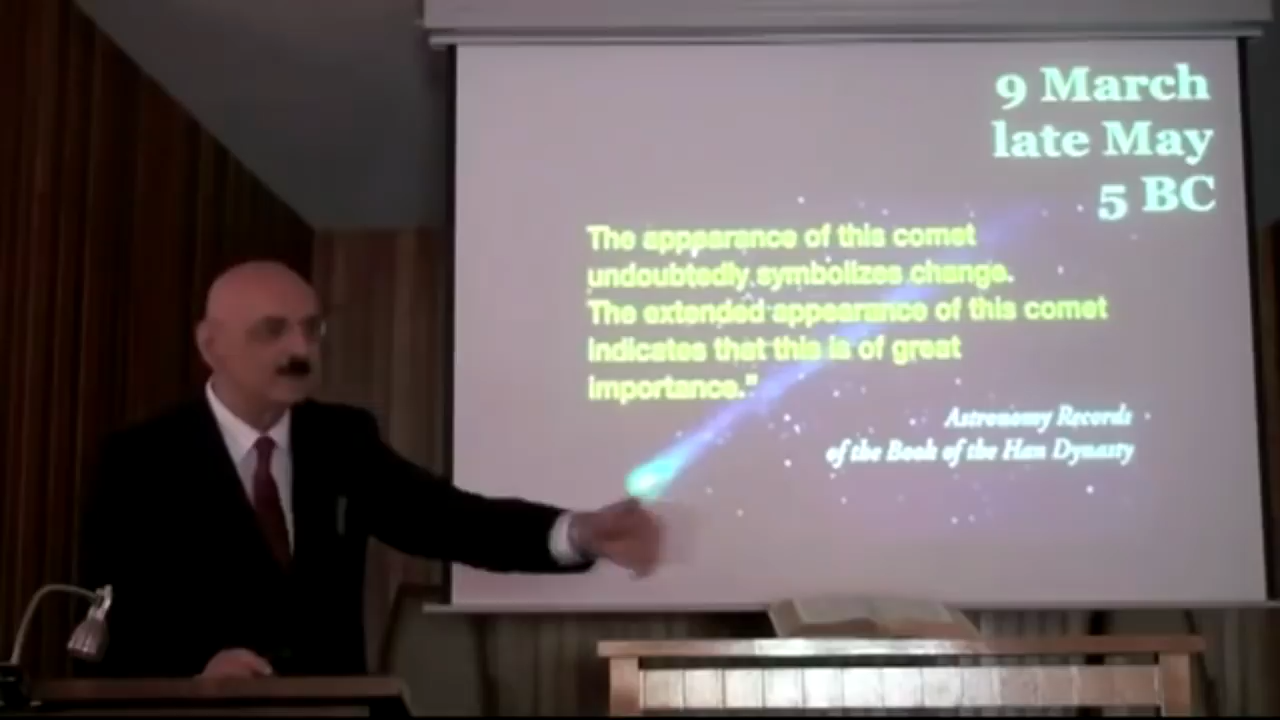 9 March
late May
5 BC
The appearance of this comet
undoubtedly symbolizes change.
The extended appearance of this comet
indicates that this is of great
importance."
Astronomy Records
of the Book of the Han Dynasty